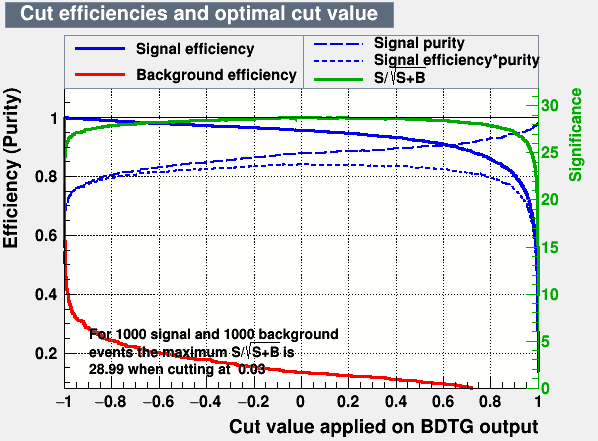 Cut efficiencies and optimal cut value
Signal efficiency
Background efficiency
Signal purity
Signal efficiency*purity
S/√S+B
Efficiency (Purity)
1
0.8
0.6
0.4
0.2
30
25
20
15
10
5
0
Significance
For 1000 signal and 1000 background
events the maximum S/√S+B is
28.99 when cutting at 0.03
−1 −0.8 −0.6 −0.4 −0.2 0 0.2 0.4 0.6 0.8 1
Cut value applied on BDTG output